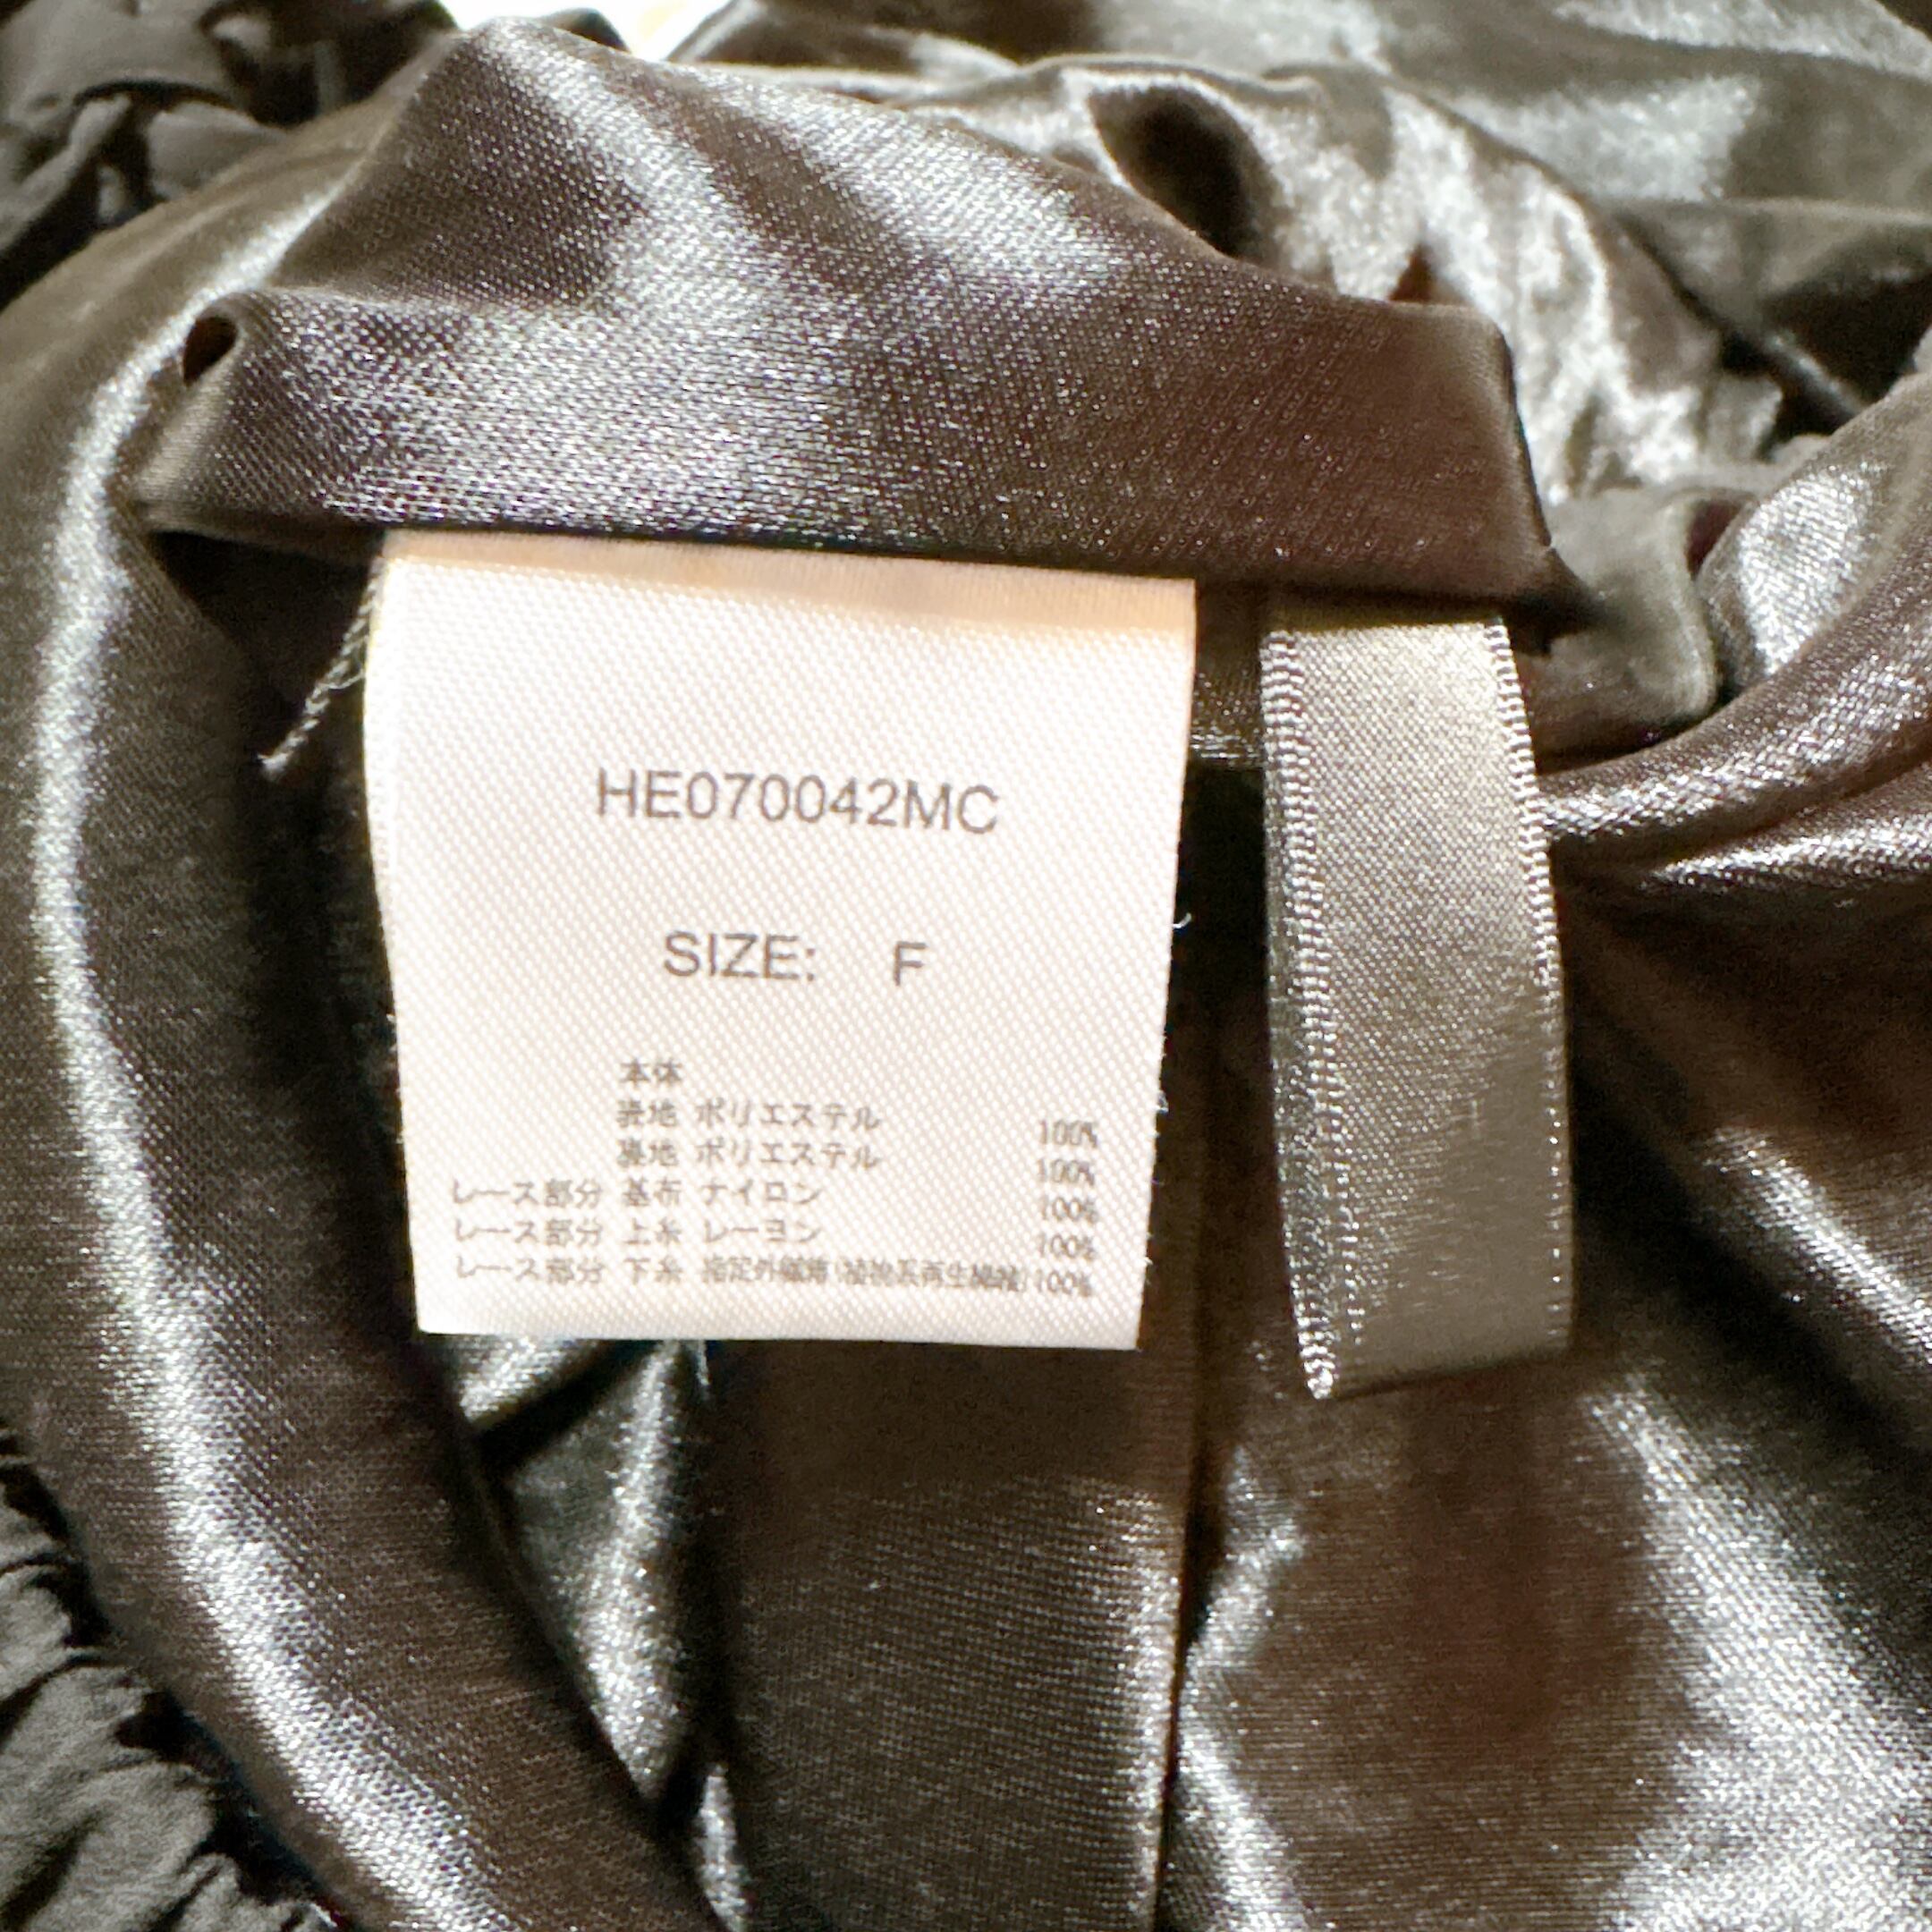 HE070042MC
SIZE: F
本体
表地 ポリエステル 100%
裏地 ポリエステル 100%
レース部分 基布 ナイロン 100%
レース部分 上糸 レーヨン 100%
レース部分 下糸 指定外繊維(植物系再生繊維)100%